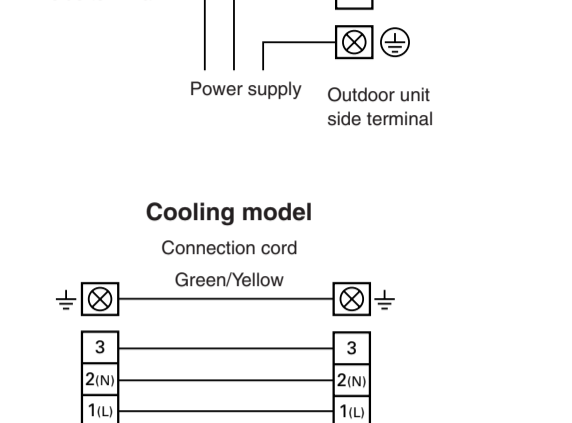 Power supply
Outdoor unit
side terminal
Cooling model
Connection cord
Green/Yellow
3 3
2(N) 2(N)
1(L) 1(L)